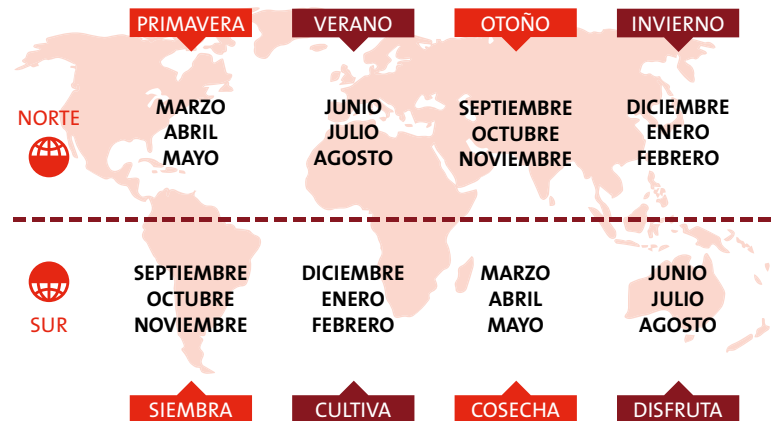 PRIMAVERA VERANO OTOÑO INVIERNO
NORTE
MARZO
ABRIL
MAYO
JUNIO
JULIO
AGOSTO
SEPTIEMBRE
OCTUBRE
NOVIEMBRE
DICIEMBRE
ENERO
FEBRERO
SUR
SEPTIEMBRE
OCTUBRE
NOVIEMBRE
DICIEMBRE
ENERO
FEBRERO
MARZO
ABRIL
MAYO
JUNIO
JULIO
AGOSTO
SIEMBRA CULTIVA COSECHA DISFRUTA